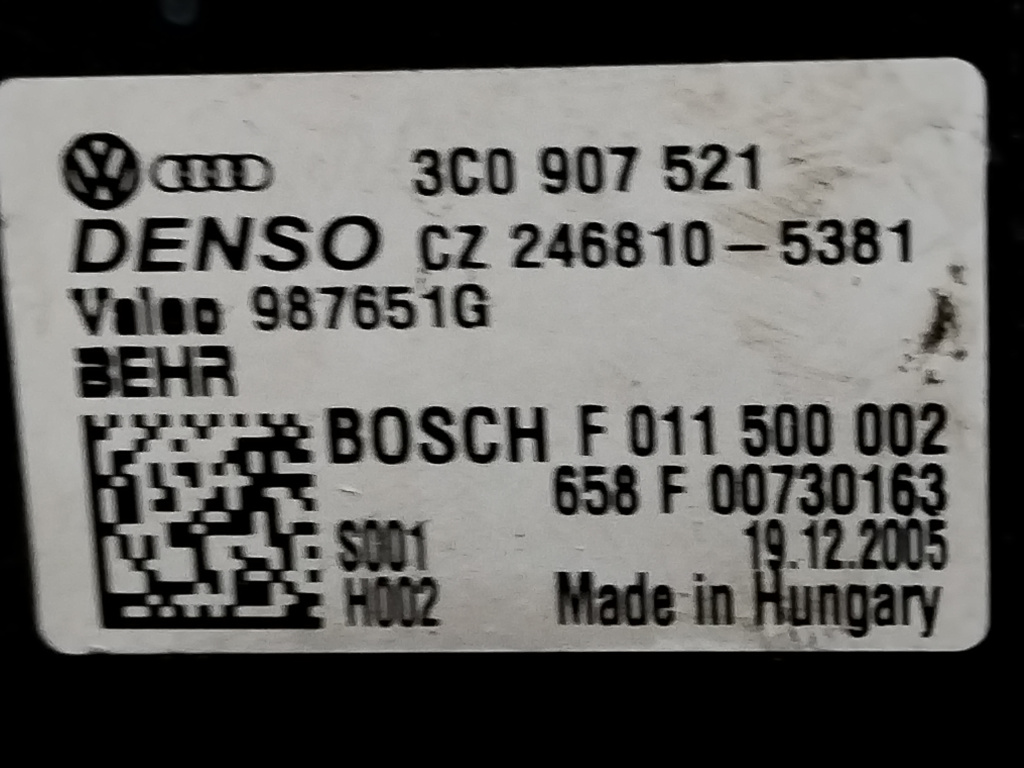 3C0 907 521
DENSO CZ 246810-5381
Valeo 987651G
BEHR
BOSCH F 011 500 002
658 F 00730163
S001 19.12.2005
H002 Made in Hungary